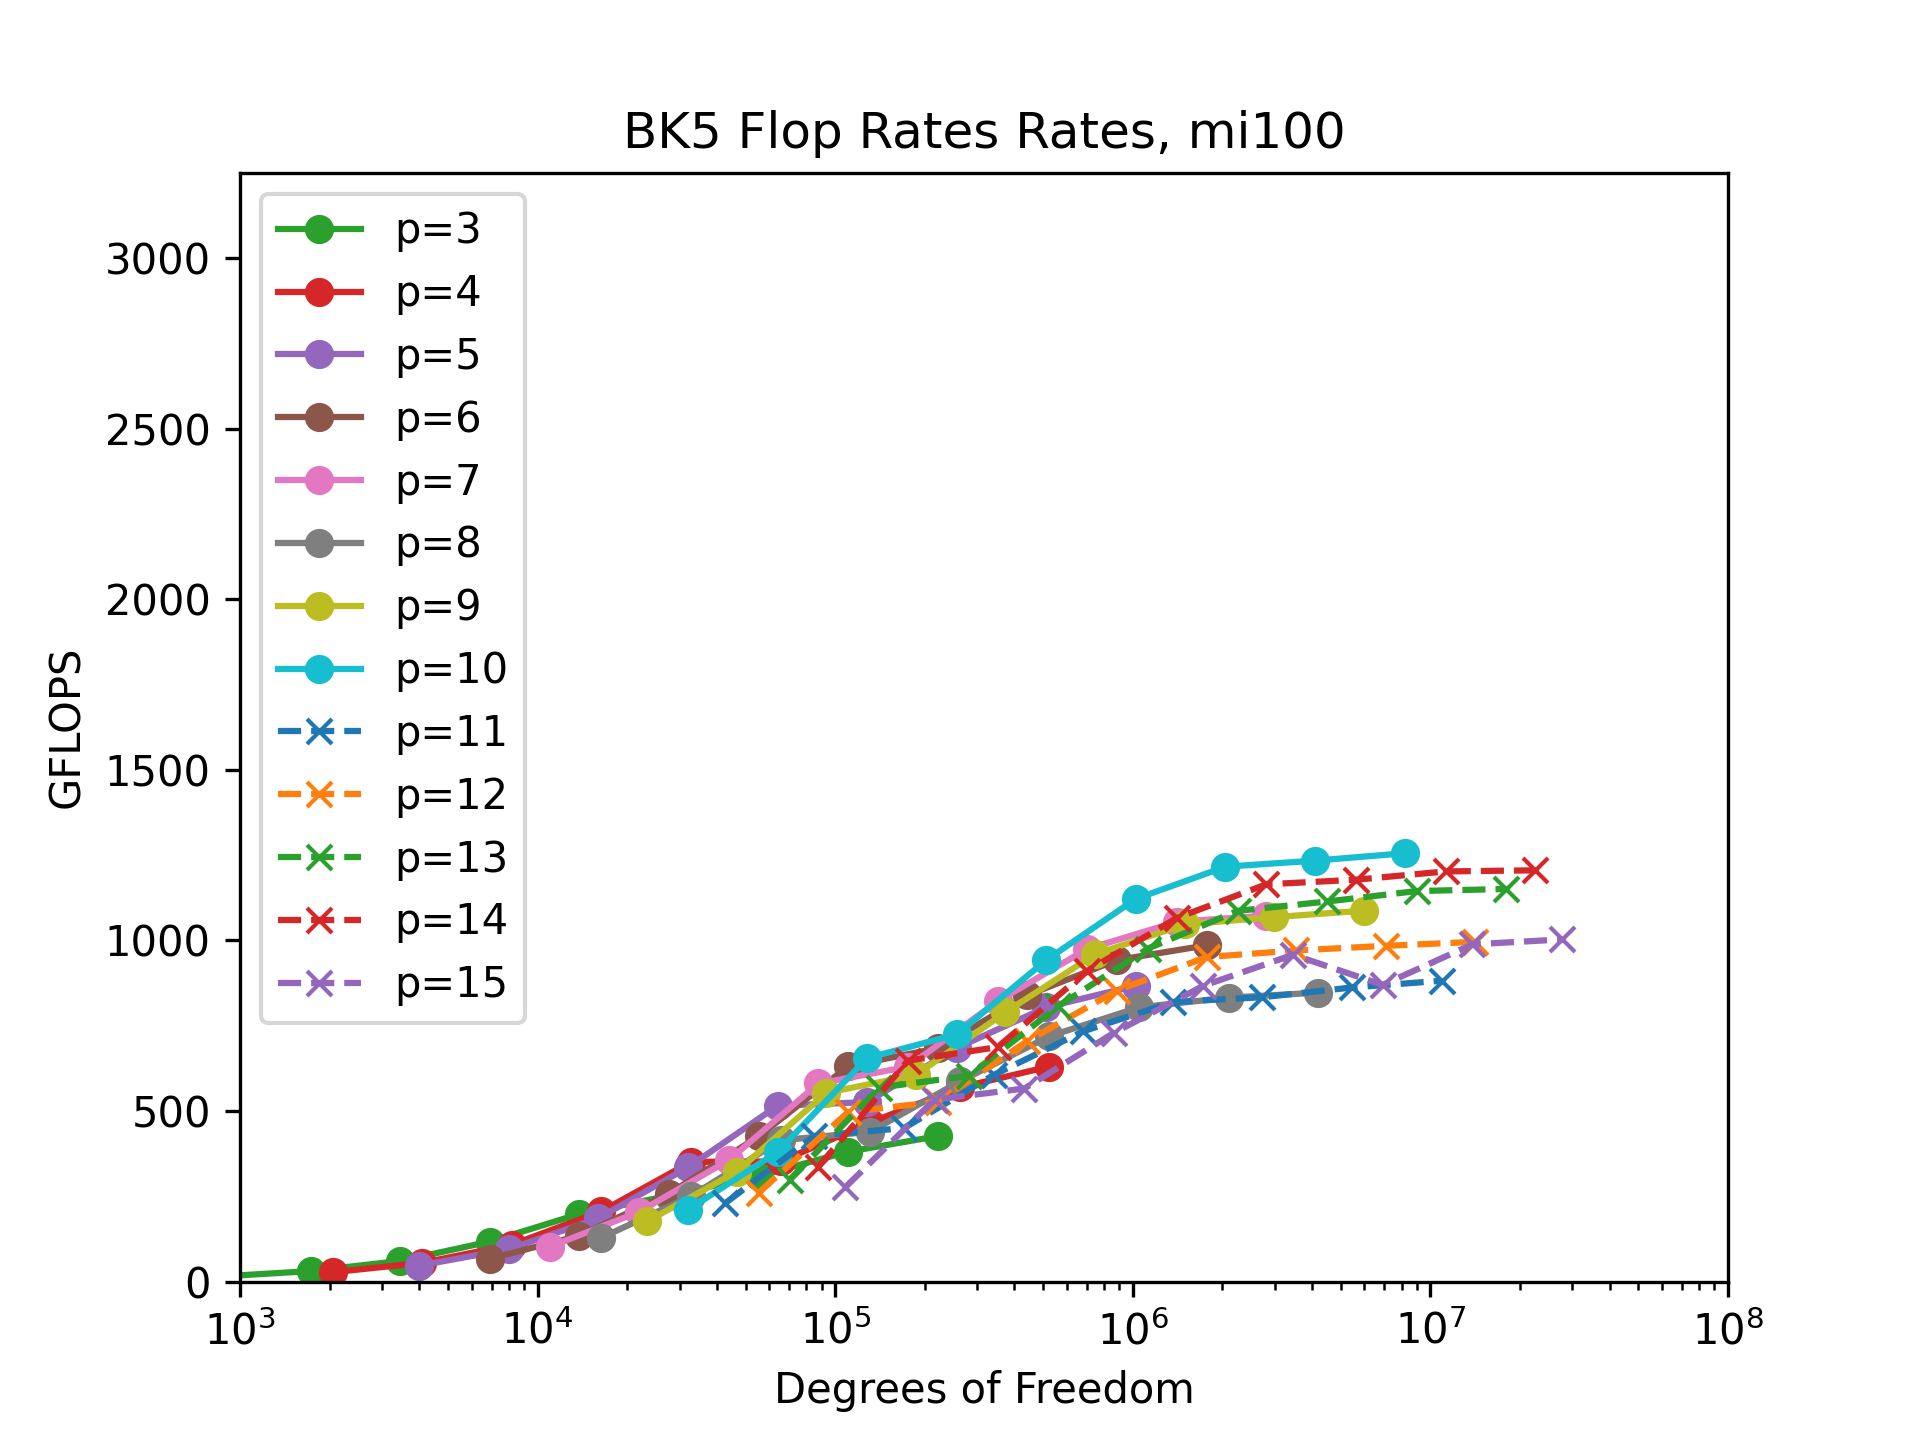 BK5 Flop Rates Rates, mi100
p=3
p=4
p=5
p=6
p=7
p=8
p=9
p=10
p=11
p=12
p=13
p=14
p=15
GFLOPS
3000
2500
2000
1500
1000
500
0
10³ 10⁴ 10⁵ 10⁶ 10⁷ 10⁸
Degrees of Freedom